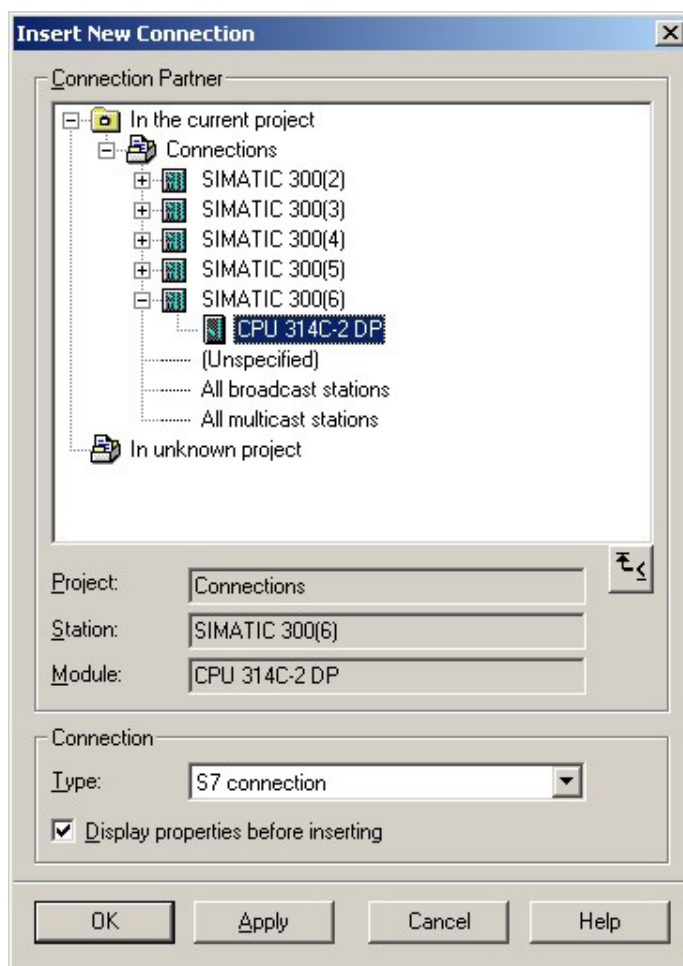 Insert New Connection
Connection Partner
In the current project
Connections
SIMATIC 300(2)
SIMATIC 300(3)
SIMATIC 300(4)
SIMATIC 300(5)
SIMATIC 300(6)
CPU 314C-2 DP
(Unspecified)
All broadcast stations
All multicast stations
In unknown project
Project: Connections
Station: SIMATIC 300(6)
Module: CPU 314C-2 DP
Connection
Type: S7 connection
Display properties before inserting
OK Apply Cancel Help